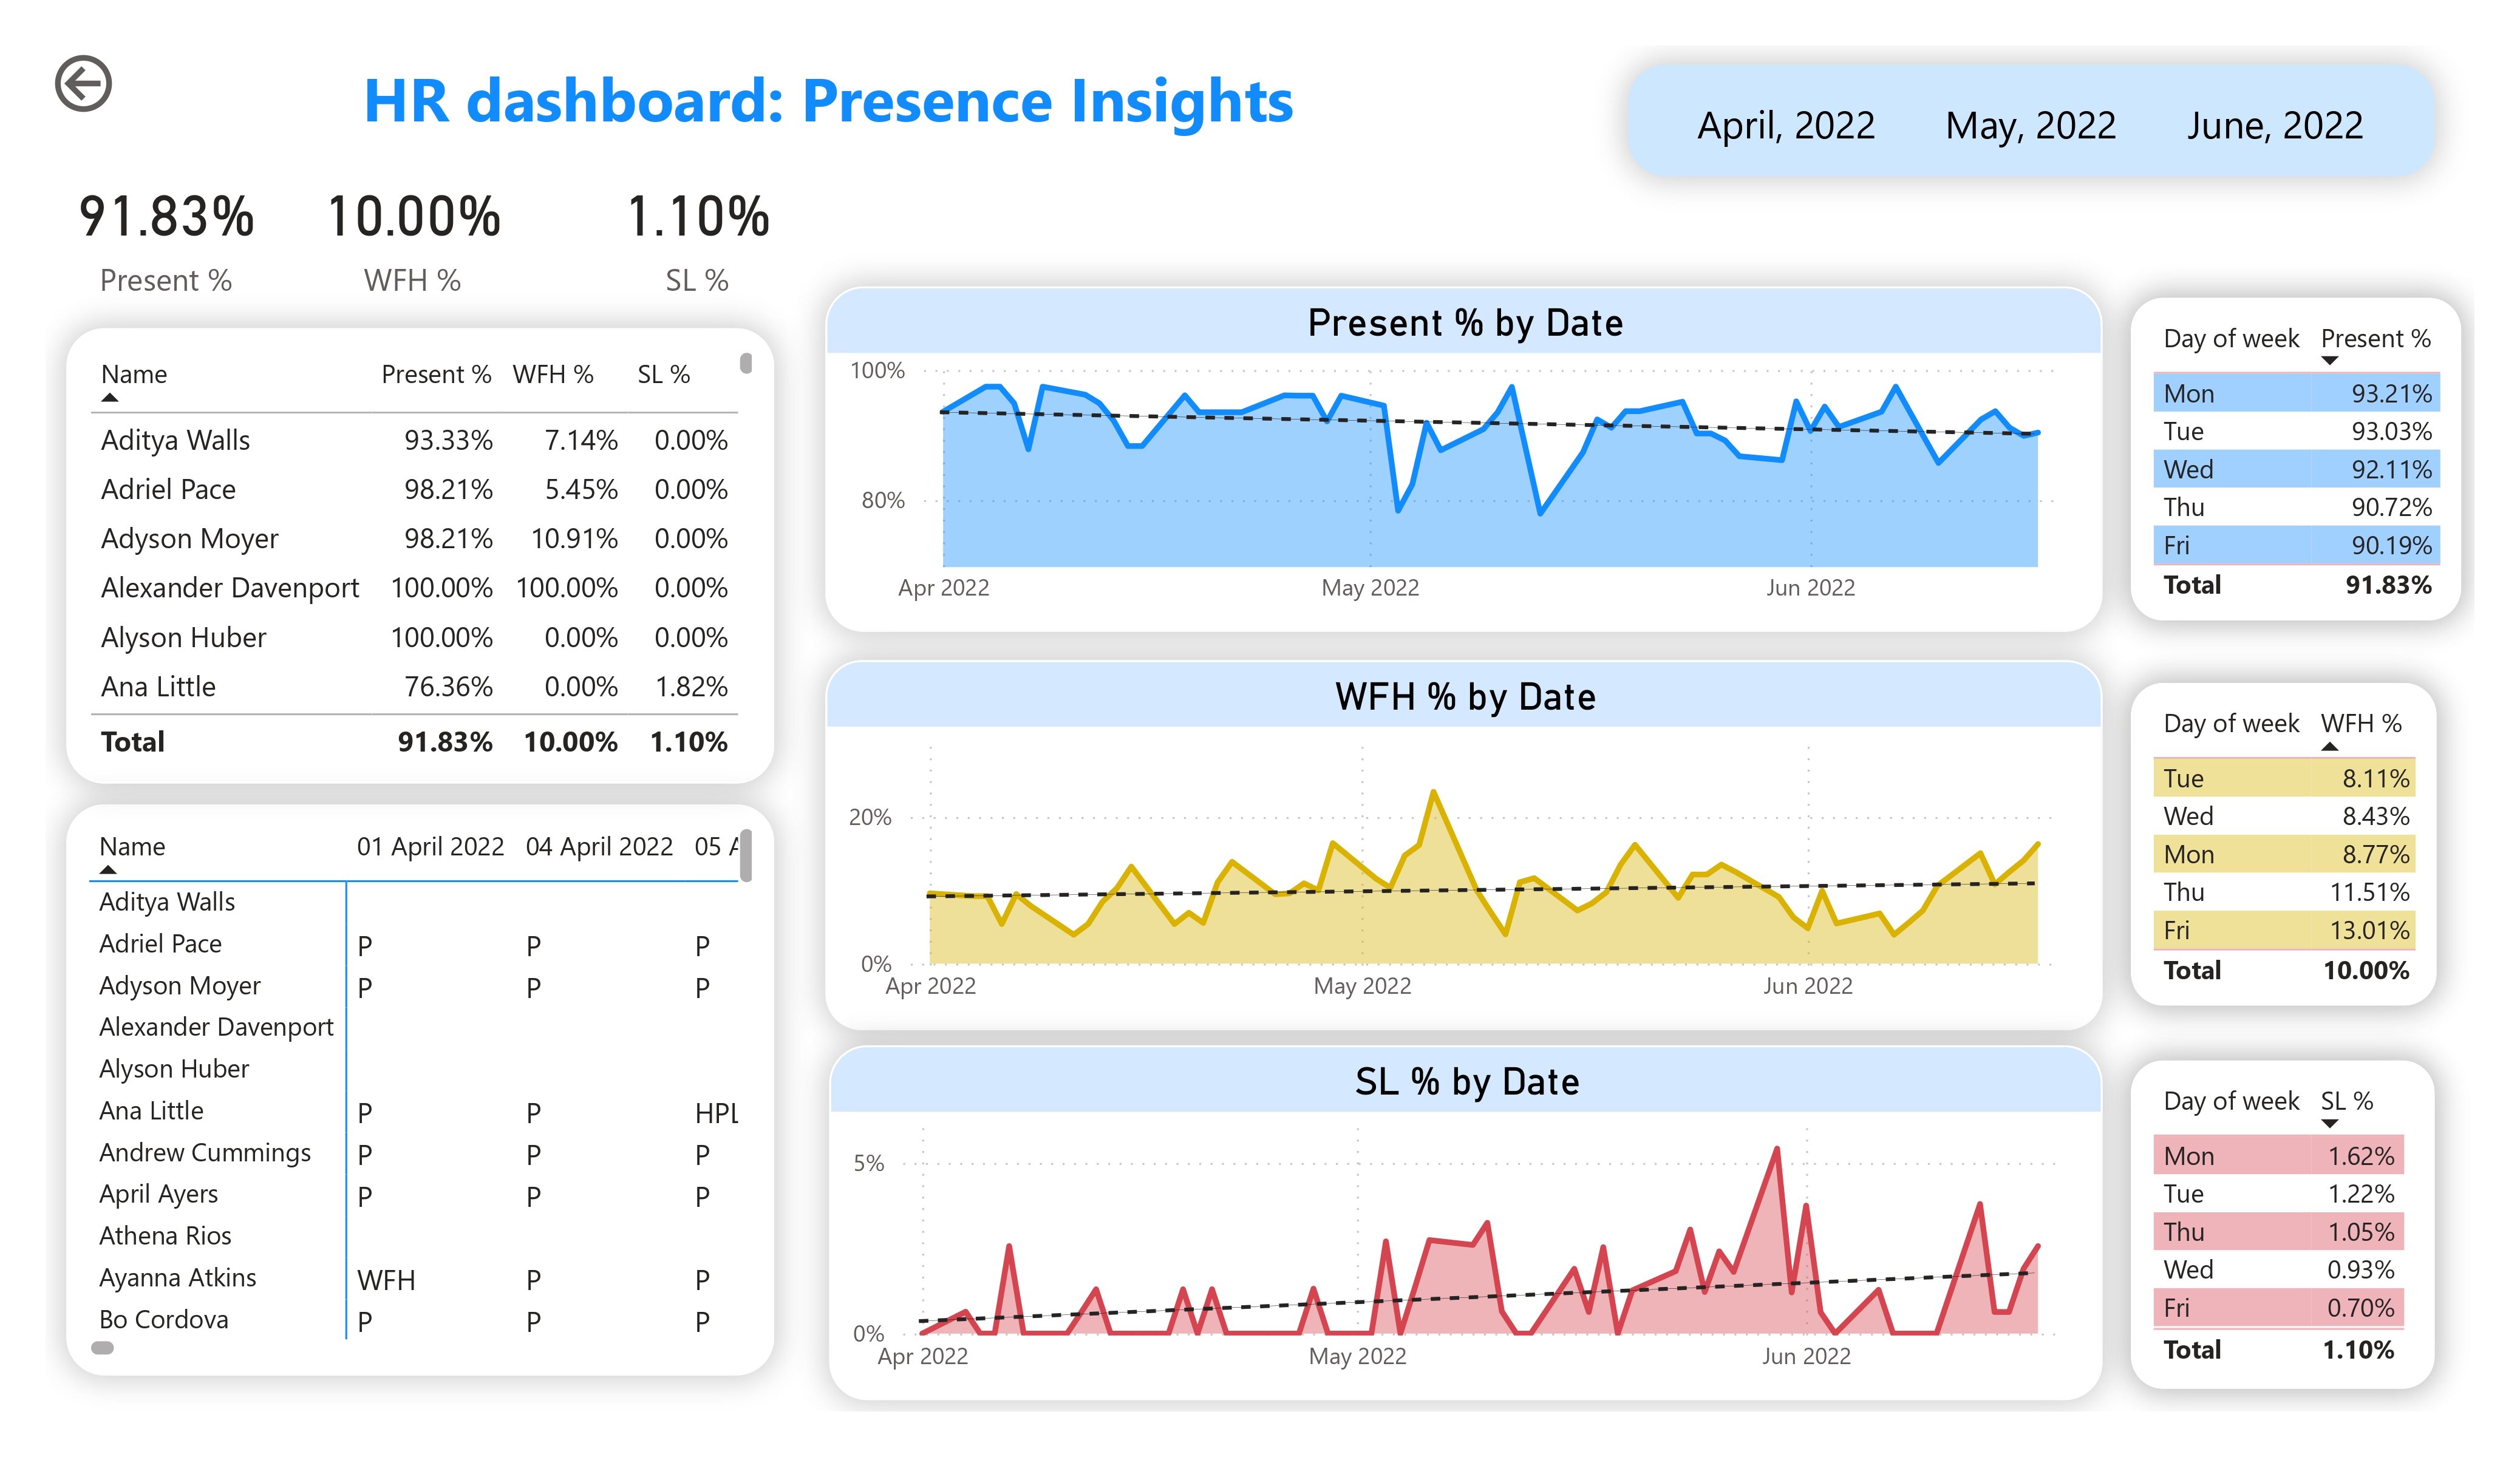 HR dashboard: Presence Insights
April, 2022 May, 2022 June, 2022
91.83% 10.00% 1.10%
Present % WFH % SL %
Name Present % WFH % SL %
Aditya Walls 93.33% 7.14% 0.00%
Adriel Pace 98.21% 5.45% 0.00%
Adyson Moyer 98.21% 10.91% 0.00%
Alexander Davenport 100.00% 100.00% 0.00%
Alyson Huber 100.00% 0.00% 0.00%
Ana Little 76.36% 0.00% 1.82%
Total 91.83% 10.00% 1.10%
Name 01 April 2022 04 April 2022 05 A
Aditya Walls
Adriel Pace P P P
Adyson Moyer P P P
Alexander Davenport
Alyson Huber
Ana Little P P HPL
Andrew Cummings P P P
April Ayers P P P
Athena Rios
Ayanna Atkins WFH P P
Bo Cordova P P P
Present % by Date
100%
80%
Apr 2022 May 2022 Jun 2022
Day of week Present %
Mon 93.21%
Tue 93.03%
Wed 92.11%
Thu 90.72%
Fri 90.19%
Total 91.83%
WFH % by Date
20%
0%
Apr 2022 May 2022 Jun 2022
Day of week WFH %
Tue 8.11%
Wed 8.43%
Mon 8.77%
Thu 11.51%
Fri 13.01%
Total 10.00%
SL % by Date
5%
0%
Apr 2022 May 2022 Jun 2022
Day of week SL %
Mon 1.62%
Tue 1.22%
Thu 1.05%
Wed 0.93%
Fri 0.70%
Total 1.10%